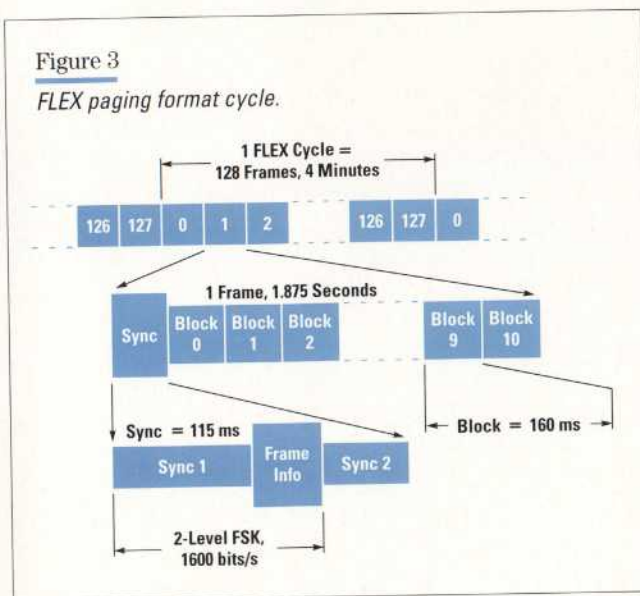 Figure 3
FLEX paging format cycle.
1 FLEX Cycle =
128 Frames, 4 Minutes
126 127 0 1 2 126 127 0
1 Frame, 1.875 Seconds
Sync Block 0 Block 1 Block 2 Block 9 Block 10
Sync = 115 ms
Block = 160 ms
Sync 1 Frame Info Sync 2
2-Level FSK,
1600 bits/s